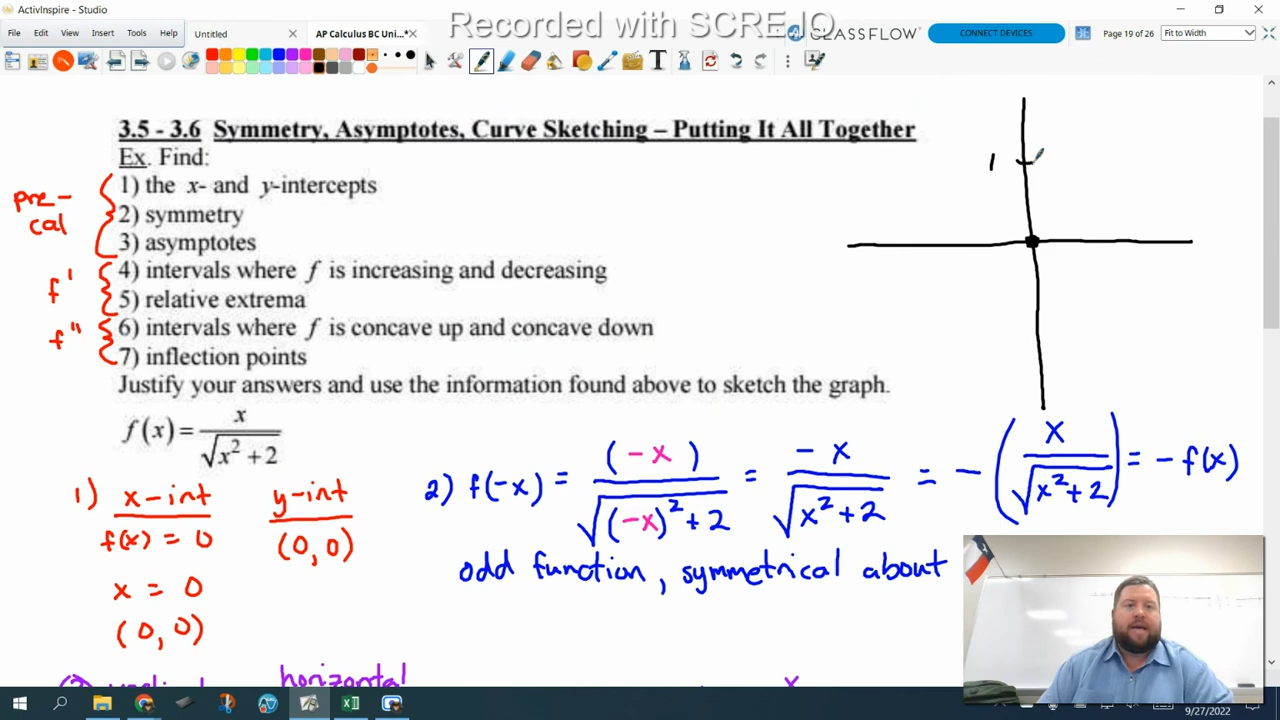 ActivInspire - Studio
Recorded with SCRE.IO
File Edit View Insert Tools Help
Untitled
AP Calculus BC Uni...*
CLASSFLOW
CONNECT DEVICES
Page 19 of 26
Fit to Width
3.5 - 3.6 Symmetry, Asymptotes, Curve Sketching – Putting It All Together
Ex. Find:
pre-
cal
1) the x- and y-intercepts
2) symmetry
3) asymptotes
f'
4) intervals where f is increasing and decreasing
5) relative extrema
f"
6) intervals where f is concave up and concave down
7) inflection points
Justify your answers and use the information found above to sketch the graph.
f(x) = x / √(x² + 2)
1
1) x-int y-int
f(x) = 0 (0, 0)
x = 0
(0, 0)
2) f(-x) = (-x) / √((-x)² + 2) = -x / √(x² + 2) = -(x / √(x² + 2)) = -f(x)
odd function, symmetrical about
horizontal
x
9/27/2022